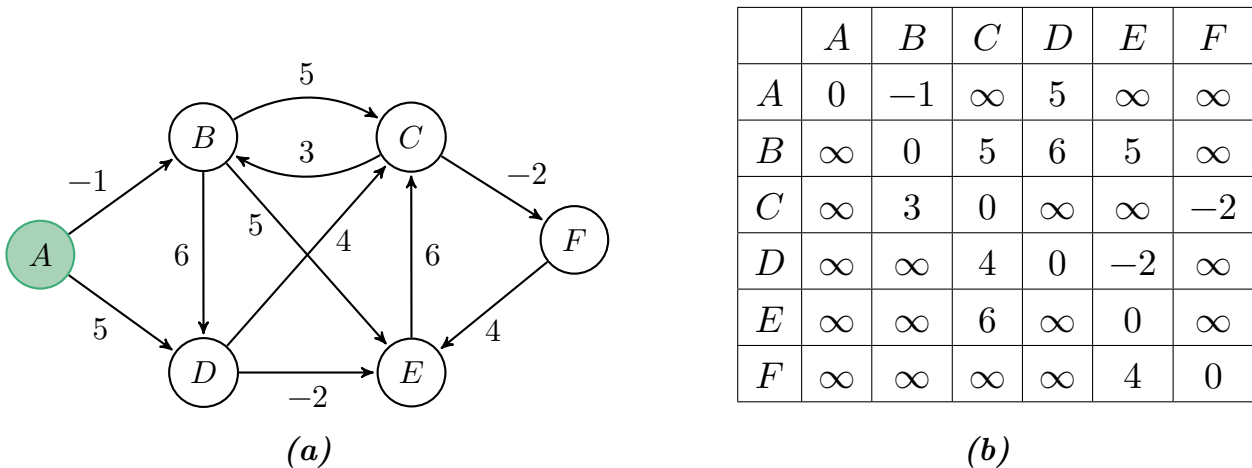 5
B
C
3
−1
−2
A
6
5
4
6
F
5
4
D
E
−2
(a)
A B C D E F
A 0 −1 ∞ 5 ∞ ∞
B ∞ 0 5 6 5 ∞
C ∞ 3 0 ∞ ∞ −2
D ∞ ∞ 4 0 −2 ∞
E ∞ ∞ 6 ∞ 0 ∞
F ∞ ∞ ∞ ∞ 4 0
(b)